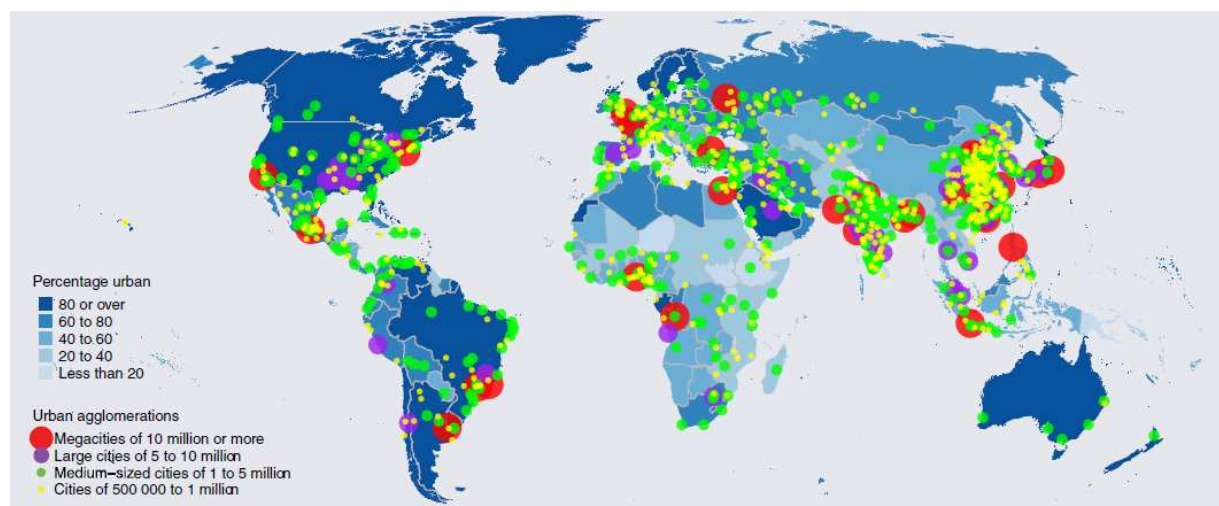 Percentage urban
80 or over
60 to 80
40 to 60
20 to 40
Less than 20
Urban agglomerations
Megacities of 10 million or more
Large cities of 5 to 10 million
Medium-sized cities of 1 to 5 million
Cities of 500 000 to 1 million